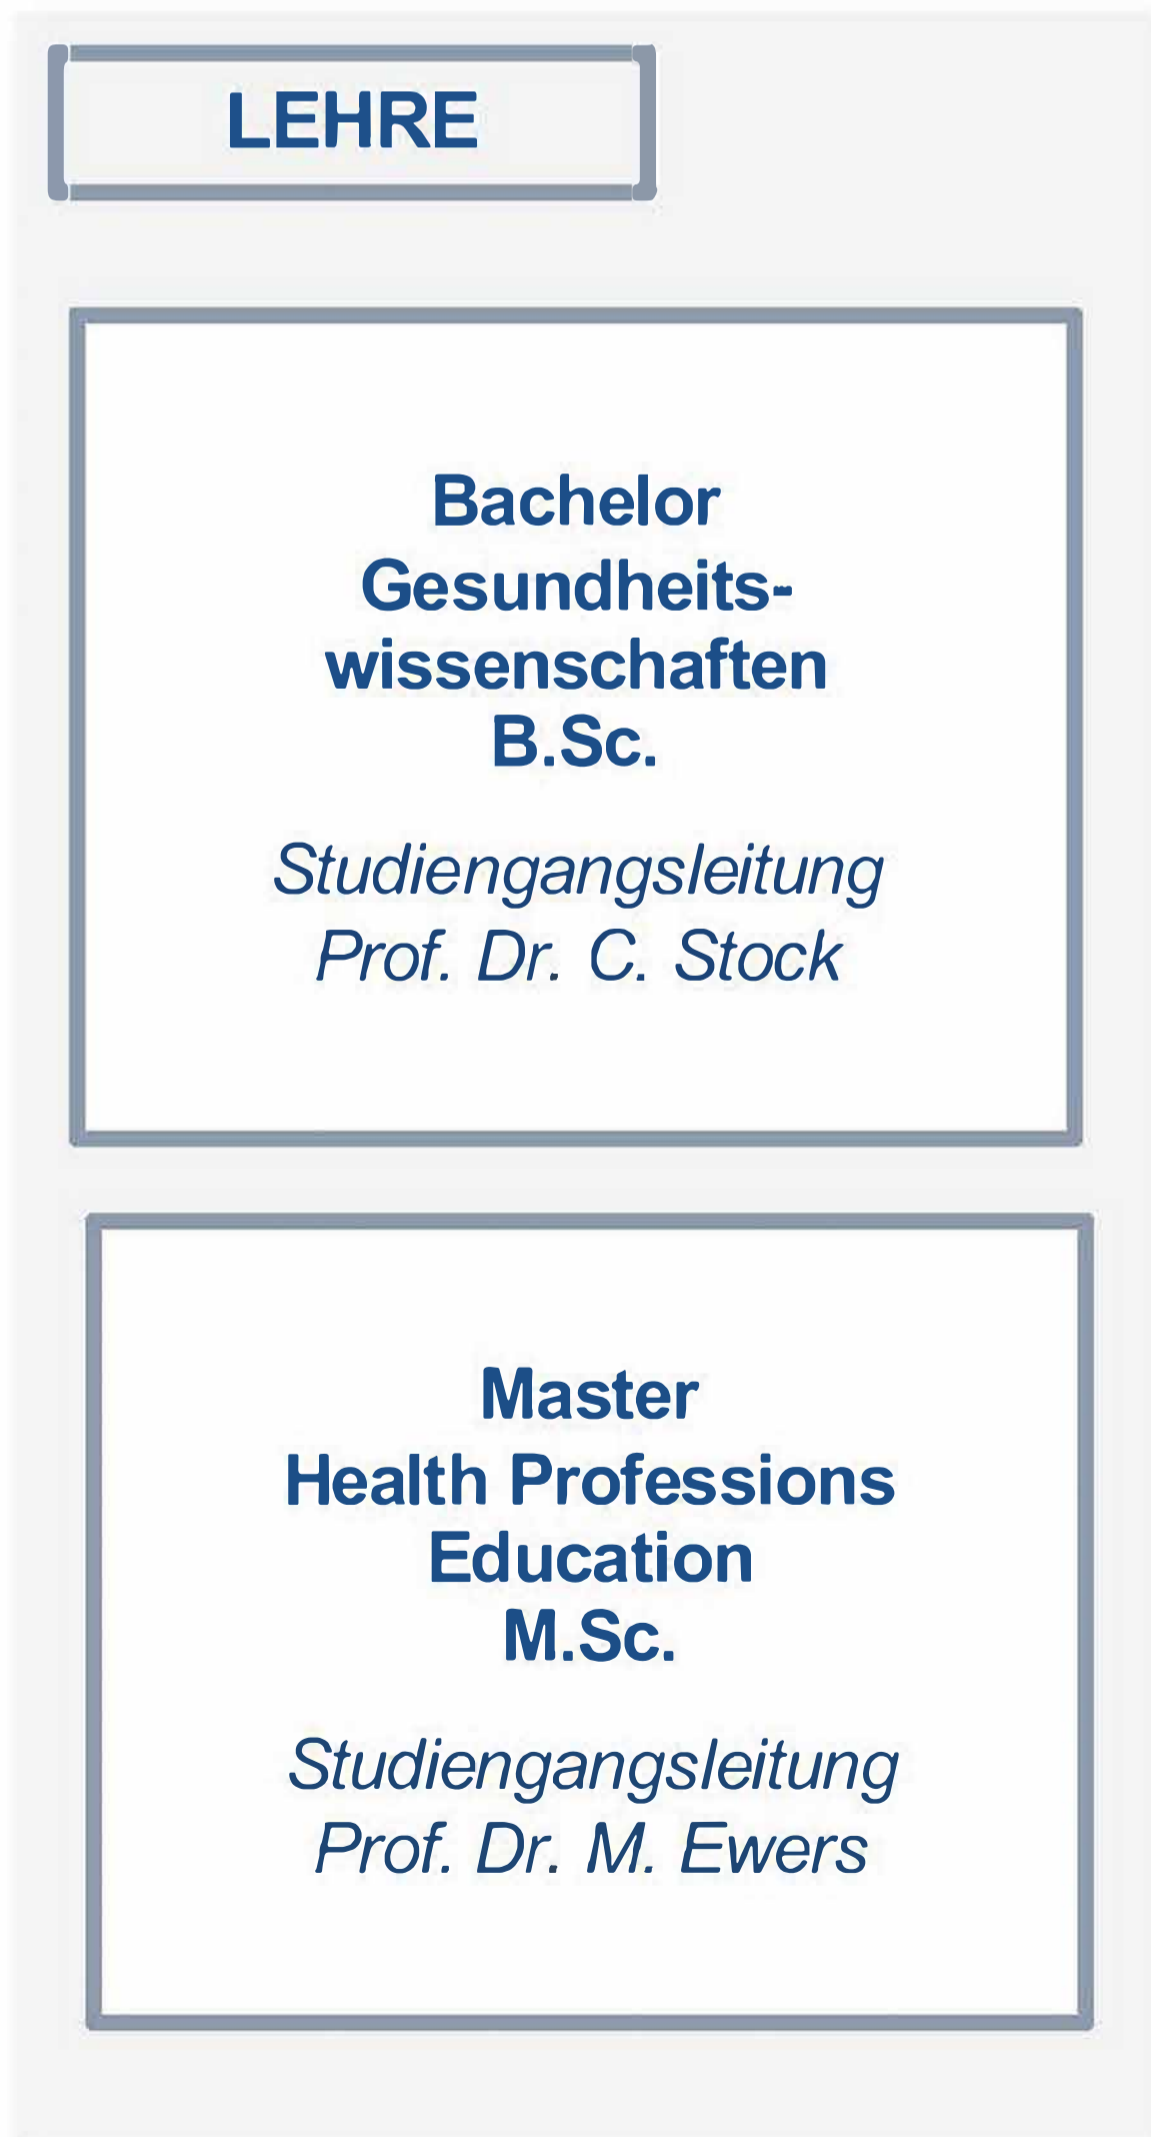 LEHRE
Bachelor
Gesundheits-
wissenschaften
B.Sc.
Studiengangsleitung
Prof. Dr. C. Stock
Master
Health Professions
Education
M.Sc.
Studiengangsleitung
Prof. Dr. M. Ewers